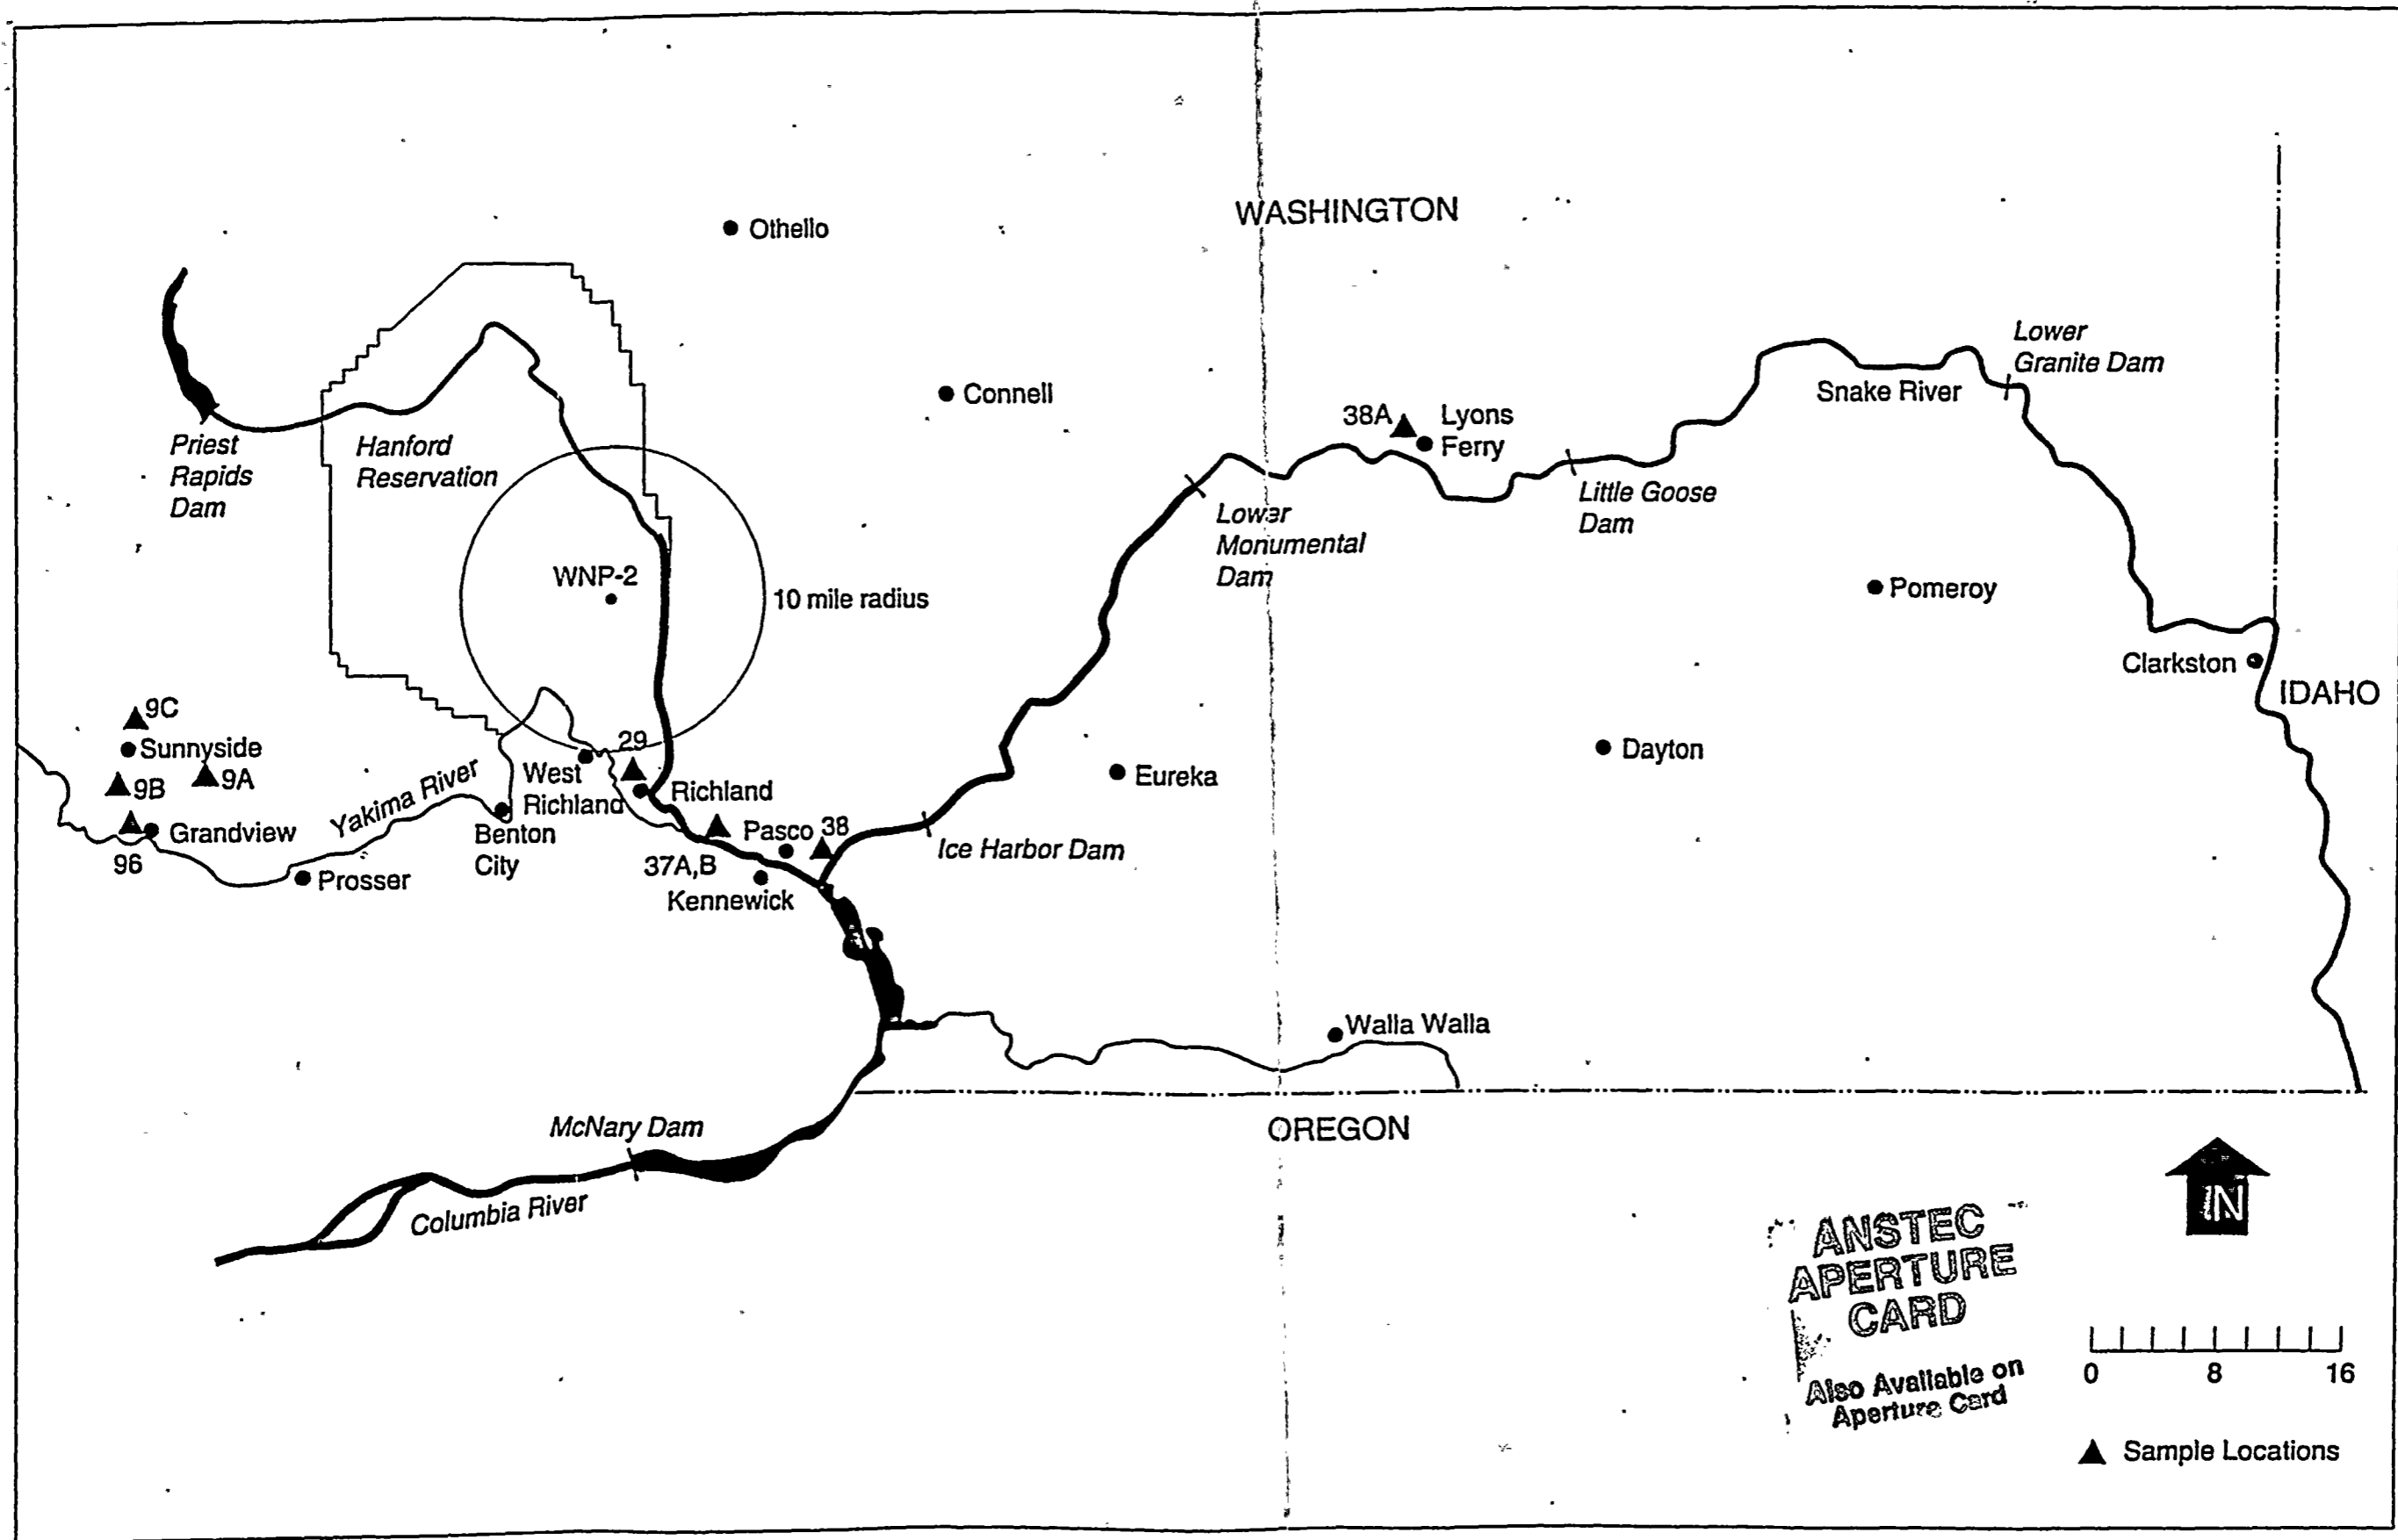 WASHINGTON
Othello
Lower
Granite Dam
Snake River
Connell
38A
Lyons
Ferry
Priest
Rapids
Dam
Hanford
Reservation
Little Goose
Dam
Lower
Monumental
Dam
WNP-2
10 mile radius
Pomeroy
Clarkston
IDAHO
9C
Sunnyside
9B
9A
Yakima River
29
West
Richland
Richland
Eureka
Dayton
Grandview
96
Benton
City
Pasco
38
37A,B
Kennewick
Ice Harbor Dam
Prosser
Walla Walla
McNary Dam
OREGON
Columbia River
N
ANSTEC
APERTURE
CARD
Also Available on
Aperture Card
0 8 16
Sample Locations